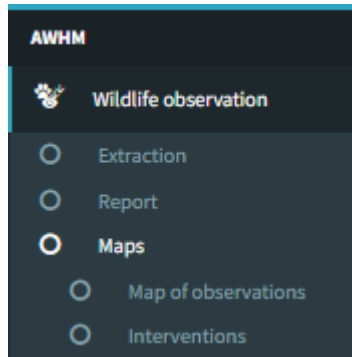 AWHM
Wildlife observation
Extraction
Report
Maps
Map of observations
Interventions